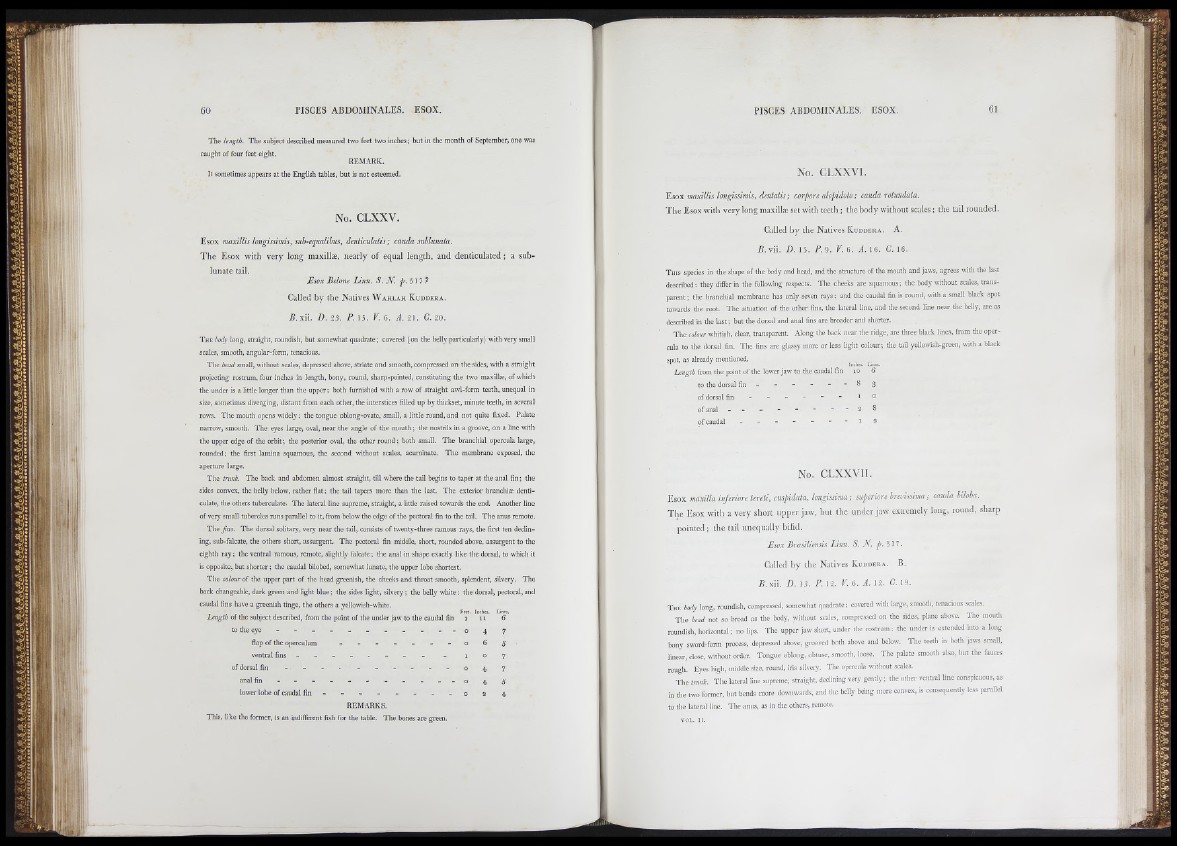 60 PISCES ABDOMINALES. ESOX.
The length. The subject described measured two feet two inches; but in the month of September, one was
caught of four feet eight.
REMARK.
It sometimes appears at the English tables, but is not esteemed.
No. CLXXV.
Esox maxillis longissimis, sub-equalibus, denticulatis; cauda sublunata.
The Esox with very long maxillæ, nearly of equal length, and denticulated; a sub-
lunate tail.
Esox Belone Linn. S. N. p. 517?
Called by the Natives WAHLAH KUDDERA.
B. xii. D. 23. P. 13. V. 6. A. 21. C. 20.
THE body long, straight, roundish, but somewhat quadrate; covered (on the belly particularly) with very small
scales, smooth, angular-form, tenacious.
The head small, without scales, depressed above, striate and smooth, compressed on the sides, with a straight
projecting rostrum, four inches in length, bony, round, sharp-pointed, constituting the two maxillæ, of which
the under is a little longer than the upper: both furnished with a row of straight awl-form teeth, unequal in
size, sometimes diverging, distant from each other, the interstices filled up by thickset, minute teeth, in several
rows. The mouth opens widely; the tongue oblong-ovate, small, a little round, and not quite fixed. Palate
narrow, smooth. The eyes large, oval, near the angle of the mouth; the nostrils in a groove, on a line with
the upper edge of the orbit; the posterior oval, the other round; both small. The branchial opercula large,
rounded; the first lamina squamous, the second without scales, acuminate. The membrane exposed, the
aperture large.
The trunk. The back and abdomen almost straight, till where the tail begins to taper at the anal fin; the
sides convex, the belly below, rather flat; the tail tapers more than the last. The exterior branchiæ denti-
culate, the others tuberculate. The lateral line supreme, straight, a little raised towards the end. Another line
of very small tubercles runs parallel to it, from below the edge of the pectoral fin to the tail. The anus remote.
The fins. The dorsal solitary, very near the tail, consists of twenty-three ramous rays, the first ten declin-
ing, sub-falcate, the others short, assurgent. The pectoral fin middle, short, rounded above, assurgent to the
eighth ray; the ventral ramous, remote, slightly falcate; the anal in shape exactly like the dorsal, to which it
is opposite, but shorter; the caudal bilobed, somewhat lunate, the upper lobe shortest.
The colour of the upper part of the head greenish, the cheeks and throat smooth, splendent, silvery. The
back changeable, dark green and light blue; the sides light, silvery; the belly white: the dorsal, pectoral, and
caudal fins have a greenish tinge, the others a yellowish-white.
Feet. Inches. Lines.
Length of the subject described, from the point of the under jaw to the caudal fin 1 11 6
to the eye - - - - - - - - - - - 0 4 7
flap of the operculum - - - - - - - 0 6 5
ventral fins - - - - - - - - - 1 0 7
of dorsal fin - - - - - - - - - - 0 4 7
anal fin - - - - - - - - - - - 0 4 5
lower lobe of caudal fin - - - - - - - - 0 2 4
REMARKS.
This, like the former, is an indifferent fish for the table. The bones are green.
PISCES ABDOMINALES. ESOX. 61
No. CLXXVI.
Esox maxillis longissimis, dentatis; corpore alepidoto; cauda rotundata.
The Esox with very long maxillæ set with teeth; the body without scales; the tail rounded.
Called by the Natives KUDDERA. A.
B. vii. D. 15. P. 9. V. 6. A. 16. C. 16.
THIS species in the shape of the body and head, and the structure of the mouth and jaws, agrees with the last
described: they differ in the following respects. The cheeks are squamous; the body without scales, trans-
parent; the branchial membrane has only seven rays; and the caudal fin is round, with a small black spot
towards the root. The situation of the other fins, the lateral line, and the second line near the belly, are as
described in the last; but the dorsal and anal fins are broader and shorter.
The colour whitish, clear, transparent. Along the back near the ridge, are three black lines, from the oper-
cula to the dorsal fin. The fins are glassy more or less light colour; the tail yellowish-green, with a black
spot, as already mentioned.
Inches. Lines.
Length from the point of the lower jaw to the caudal fin 10 6
to the dorsal fin - - - - - - 8 3
of dorsal fin - - - - - - 1 0
of anal - - - - - - - - 2 8
of caudal - - - - - - - 1 2
No. CLXXVII.
Esox maxilla inferiore tereti, cuspidata, longissima; superiore brevissima; cauda biloba.
The Esox with a very short upper jaw, but the under jaw extremely long, round, sharp
pointed; the tail unequally bifid.
Esox Brasiliensis Linn. S. N. p. 517.
Called by the Natives KUDDERA. B.
B. xii. D. 13. P. 12. V. 6. A. 12. C. 19.
THE body long, roundish, compressed, somewhat quadrate; covered with large, smooth, tenacious scales.
The head not so broad as the body, without scales, compressed on the sides, plane above. The mouth
roundish, horizontal; no lips. The upper jaw short, under the rostrum: the under is extended into a long
bony sword-form process, depressed above, grooved both above and below. The teeth in both jaws small,
linear, close, without order. Tongue oblong, obtuse, smooth, loose. The palate smooth also, but the fauces
rough. Eyes high, middle size, round, iris silvery. The opercula without scales.
The trunk. The lateral line supreme, straight, declining very gently; the other ventral line conspicuous, as
in the two former, but bends more downwards, and the belly being more convex, is consequently less parallel
to the lateral line. The anus, as in the others, remote.
VOL. II.